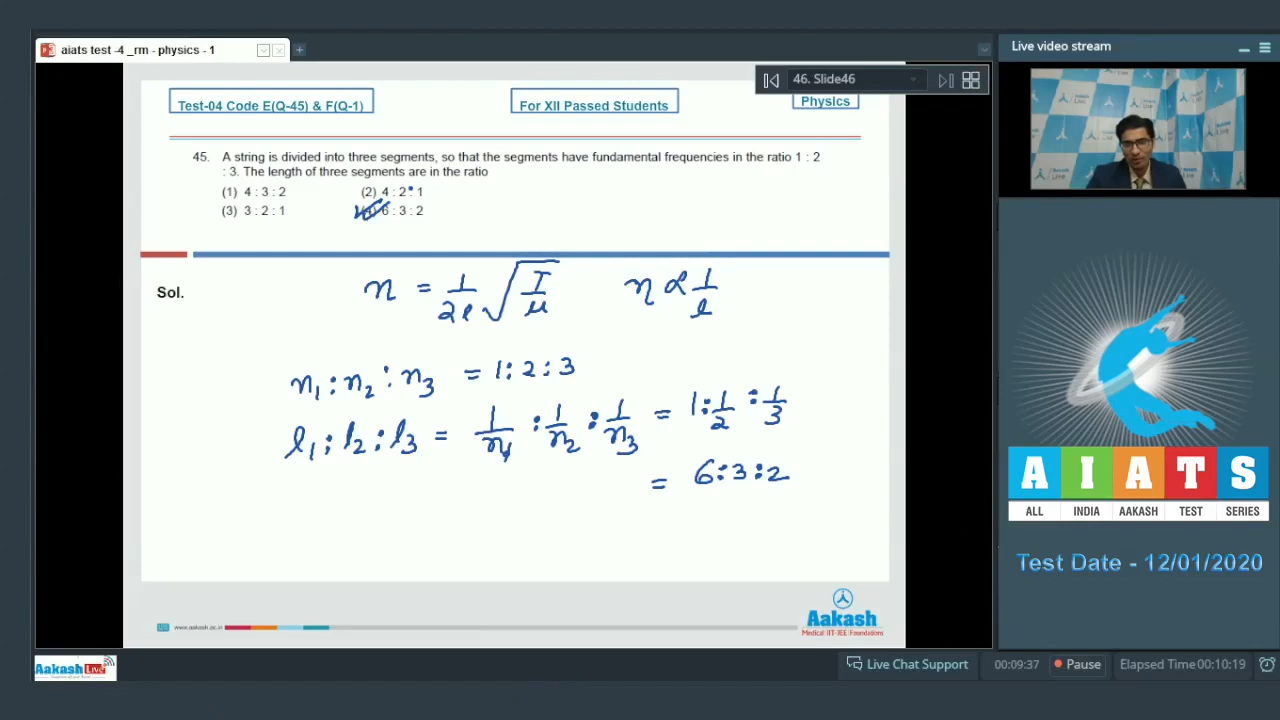 aiats test -4 _rm - physics - 1
Live video stream
46. Slide46
Test-04 Code E(Q-45) & F(Q-1)
For XII Passed Students
Physics
45. A string is divided into three segments, so that the segments have fundamental frequencies in the ratio 1 : 2
: 3. The length of three segments are in the ratio
(1) 4 : 3 : 2 (2) 4 : 2 : 1
(3) 3 : 2 : 1 (4) 6 : 3 : 2
Sol.
n = 1/2l √T/μ n ∝ 1/l
n1 : n2 : n3 = 1 : 2 : 3
l1 : l2 : l3 = 1/n1 : 1/n2 : 1/n3 = 1 : 1/2 : 1/3
= 6 : 3 : 2
AIATS
ALL INDIA AAKASH TEST SERIES
Test Date - 12/01/2020
www.aakash.ac.in
Aakash
Medical|IIT-JEE|Foundations
Aakash Live
Live Chat Support
00:09:37
Pause
Elapsed Time 00:10:19